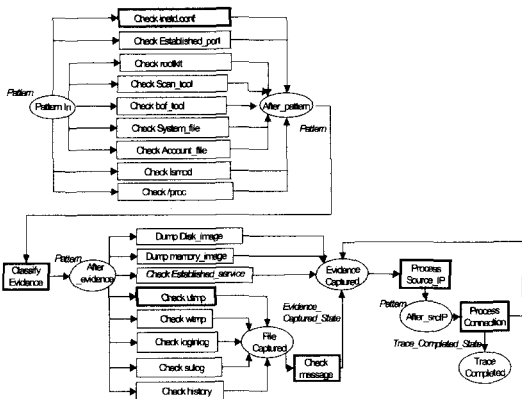 Check inetd.conf
Check Established_port
Check rootkit
Pattern
Check Scan_tool
Pattern In
Check bof_tool
After_pattern
Check System_file
Pattern
Check Account_file
Check lsmod
Check /proc
Dump Disk_image
Pattern
Dump memory_image
Classify
Evidence
After
_evidence
Check Established_service
Evidence
Captured
Process
Source_IP
Check utmp
Evidence_
Captured_State
Pattern
Check wtmp
After_srcIP
Process
Connection
Check loginlog
File
Captured
Trace_Completed_State
Check sulog
Check
message
Trace
Completed
Check history